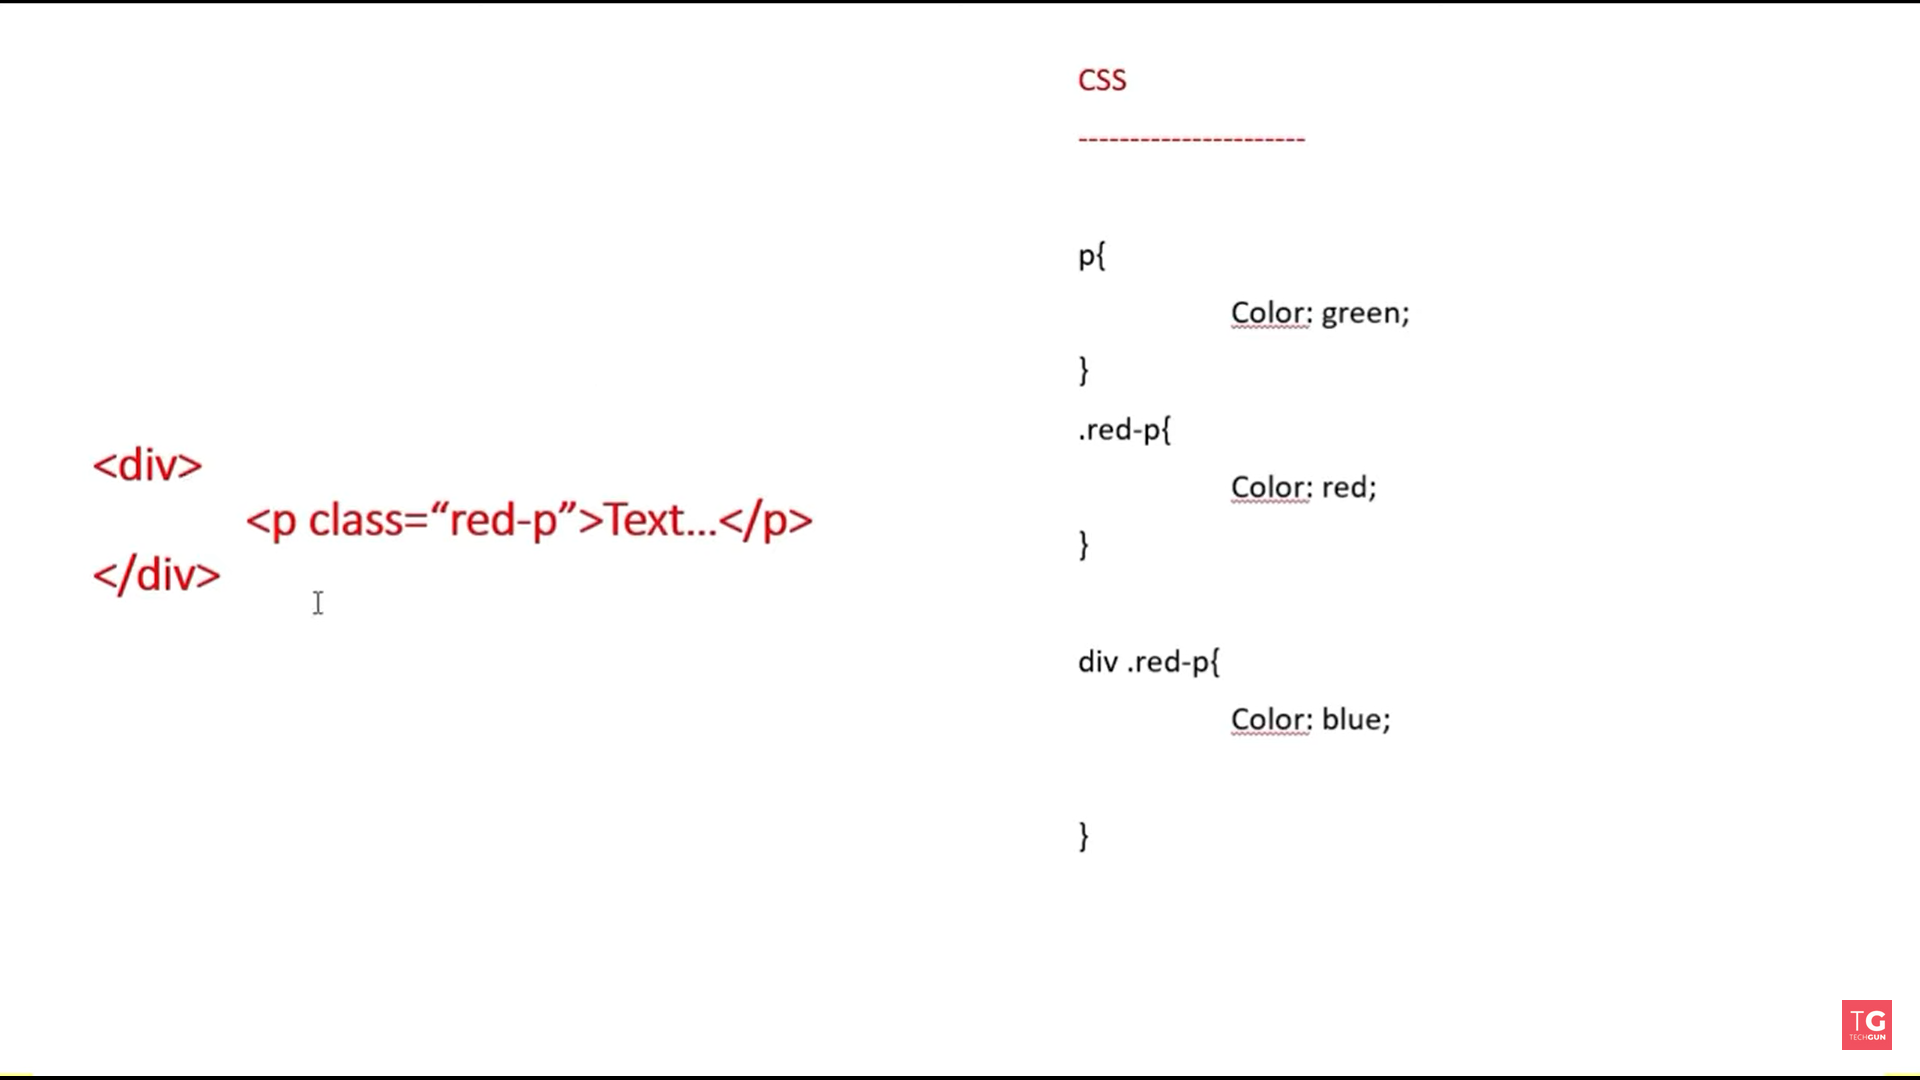 <div>
<p class=“red-p”>Text...</p>
</div>
CSS
----------------------
p{
Color: green;
}
.red-p{
Color: red;
}
div .red-p{
Color: blue;
}
TG
TECHGUN